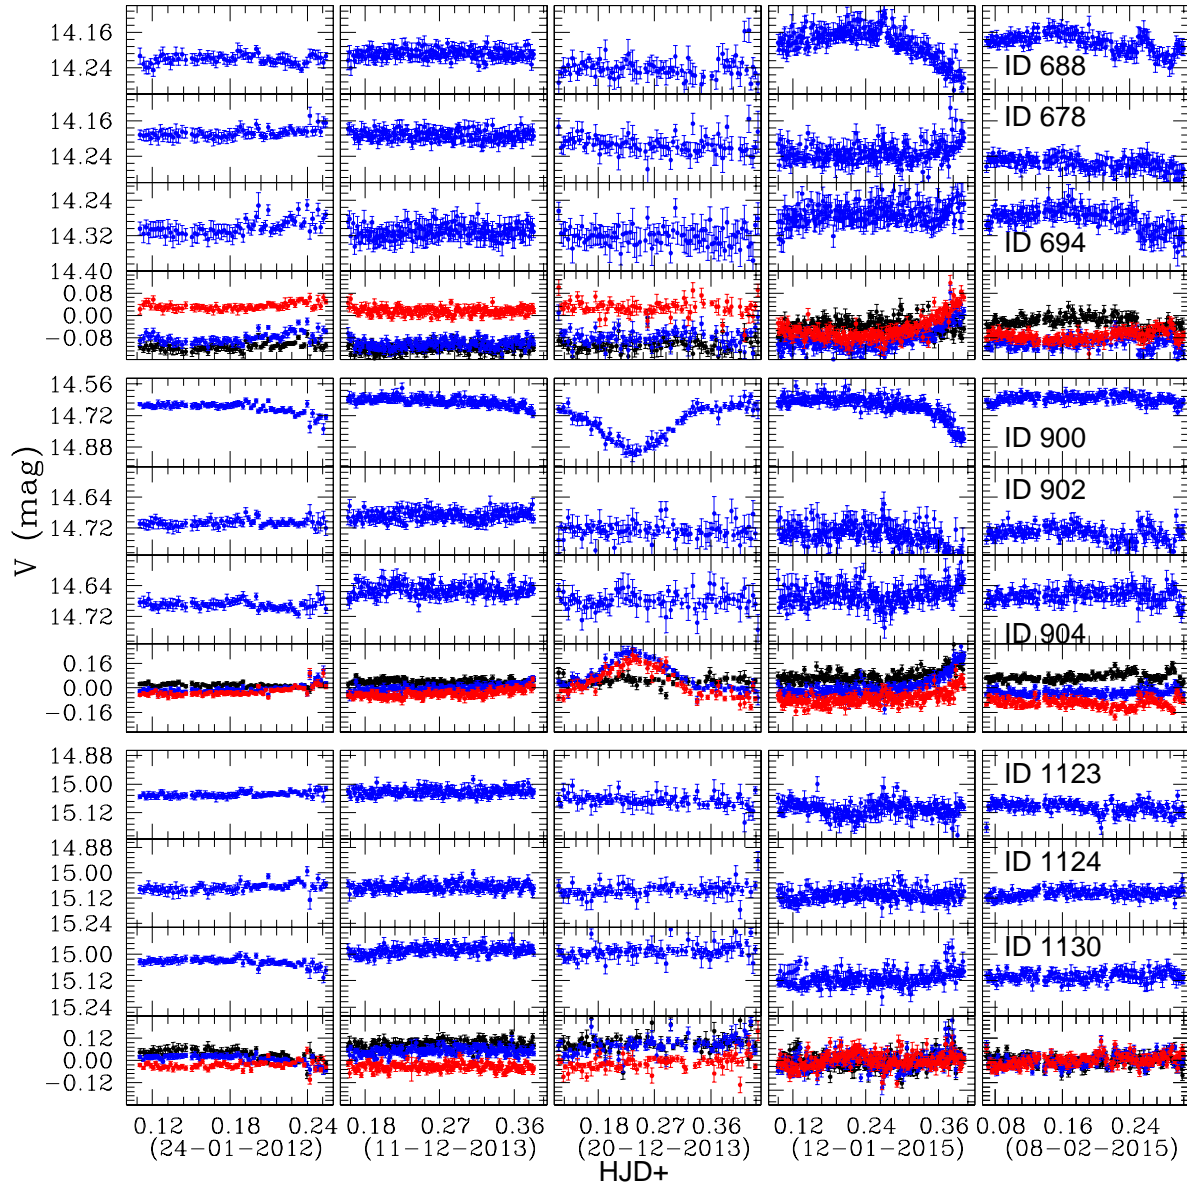 14.16
14.24
ID 688
14.16
14.24
ID 678
14.24
14.32
14.40
ID 694
0.08
0.00
−0.08
14.56
14.72
14.88
ID 900
14.64
14.72
ID 902
14.64
14.72
ID 904
0.16
0.00
−0.16
V (mag)
14.88
15.00
15.12
ID 1123
14.88
15.00
15.12
15.24
ID 1124
15.00
15.12
15.24
ID 1130
0.12
0.00
−0.12
0.12 0.18 0.24 0.18 0.27 0.36 0.18 0.27 0.36 0.12 0.24 0.36 0.08 0.16 0.24
(24-01-2012) (11-12-2013) (20-12-2013) (12-01-2015) (08-02-2015)
HJD+